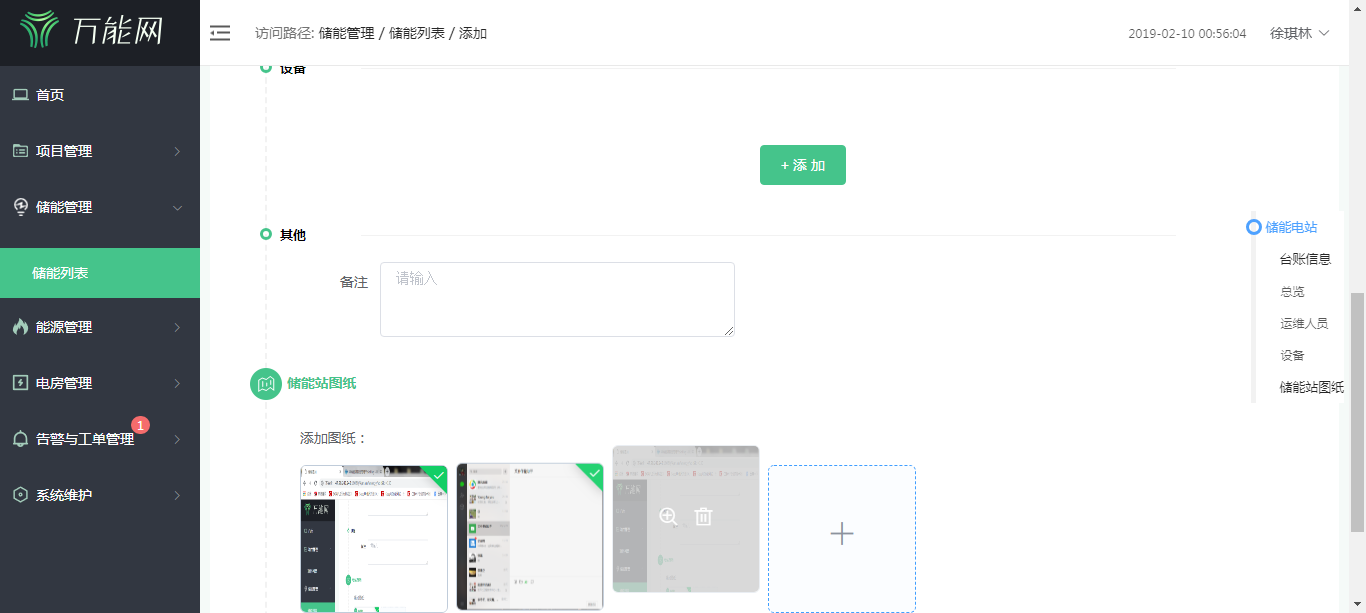 万能网
访问路径: 储能管理 / 储能列表 / 添加
2019-02-10 00:56:04
徐琪林
首页
项目管理
储能管理
储能列表
能源管理
电房管理
告警与工单管理
1
系统维护
设备
+ 添 加
其他
备注
请输入
储能站图纸
添加图纸：
储能电站
台账信息
总览
运维人员
设备
储能站图纸